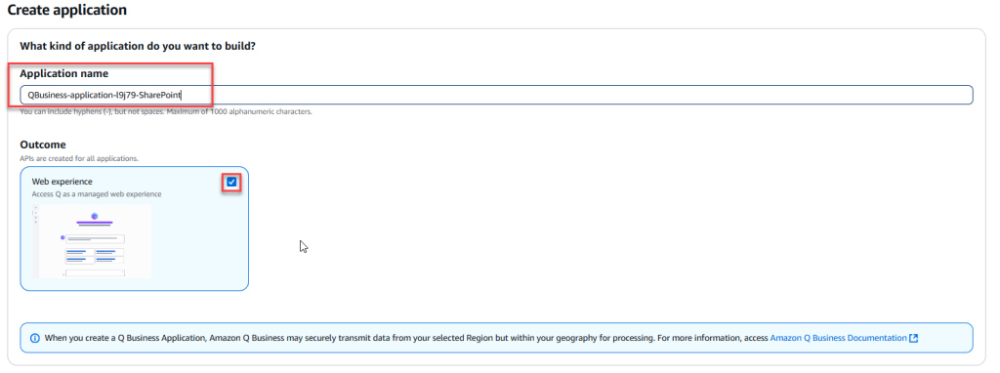 Create application
What kind of application do you want to build?
Application name
QBusiness-application-l9j79-SharePoint
You can include hyphens (-), but not spaces. Maximum of 1000 alphanumeric characters.
Outcome
APIs are created for all applications.
Web experience
Access Q as a managed web experience
When you create a Q Business Application, Amazon Q Business may securely transmit data from your selected Region but within your geography for processing. For more information, access Amazon Q Business Documentation